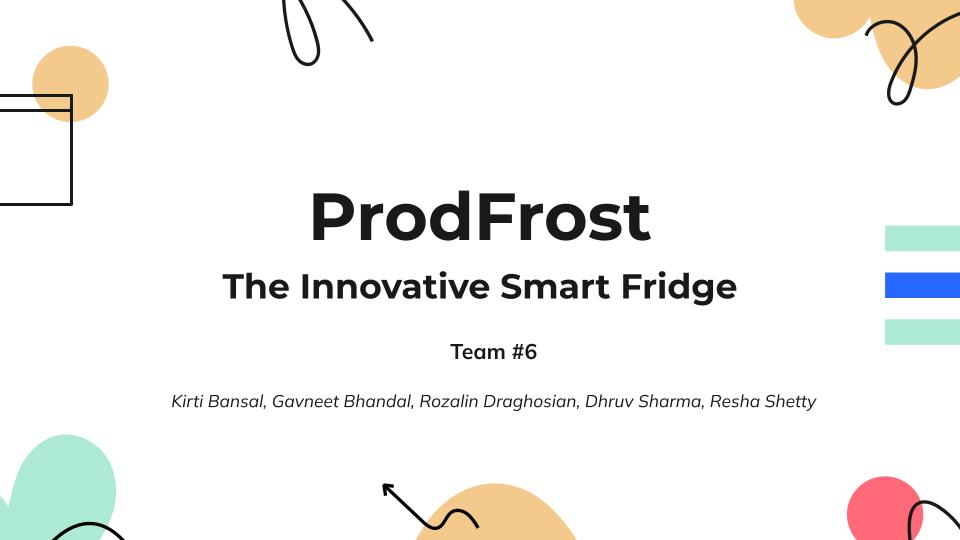 ProdFrost
The Innovative Smart Fridge
Team #6
Kirti Bansal, Gavneet Bhandal, Rozalin Draghosian, Dhruv Sharma, Resha Shetty